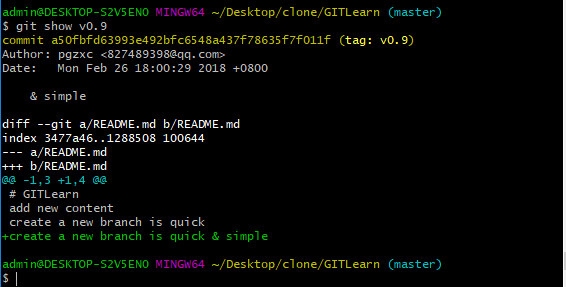 admin@DESKTOP-S2V5ENO MINGW64 ~/Desktop/clone/GITLearn (master)
$ git show v0.9
commit a50fbfd63993e492bfc6548a437f78635f7f011f (tag: v0.9)
Author: pgzxc <827489398@qq.com>
Date:   Mon Feb 26 18:00:29 2018 +0800

    & simple

diff --git a/README.md b/README.md
index 3477a46..1288508 100644
--- a/README.md
+++ b/README.md
@@ -1,3 +1,4 @@
 # GITLearn
 add new content
 create a new branch is quick
+create a new branch is quick & simple

admin@DESKTOP-S2V5ENO MINGW64 ~/Desktop/clone/GITLearn (master)
$